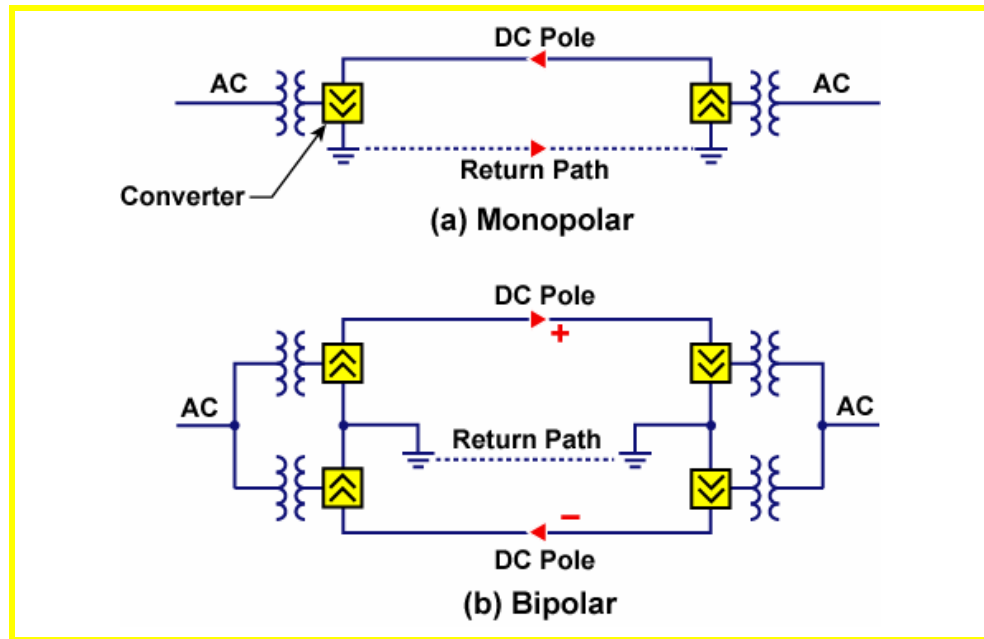 DC Pole
AC
AC
Return Path
Converter
(a) Monopolar
DC Pole
+
AC
AC
Return Path
−
DC Pole
(b) Bipolar